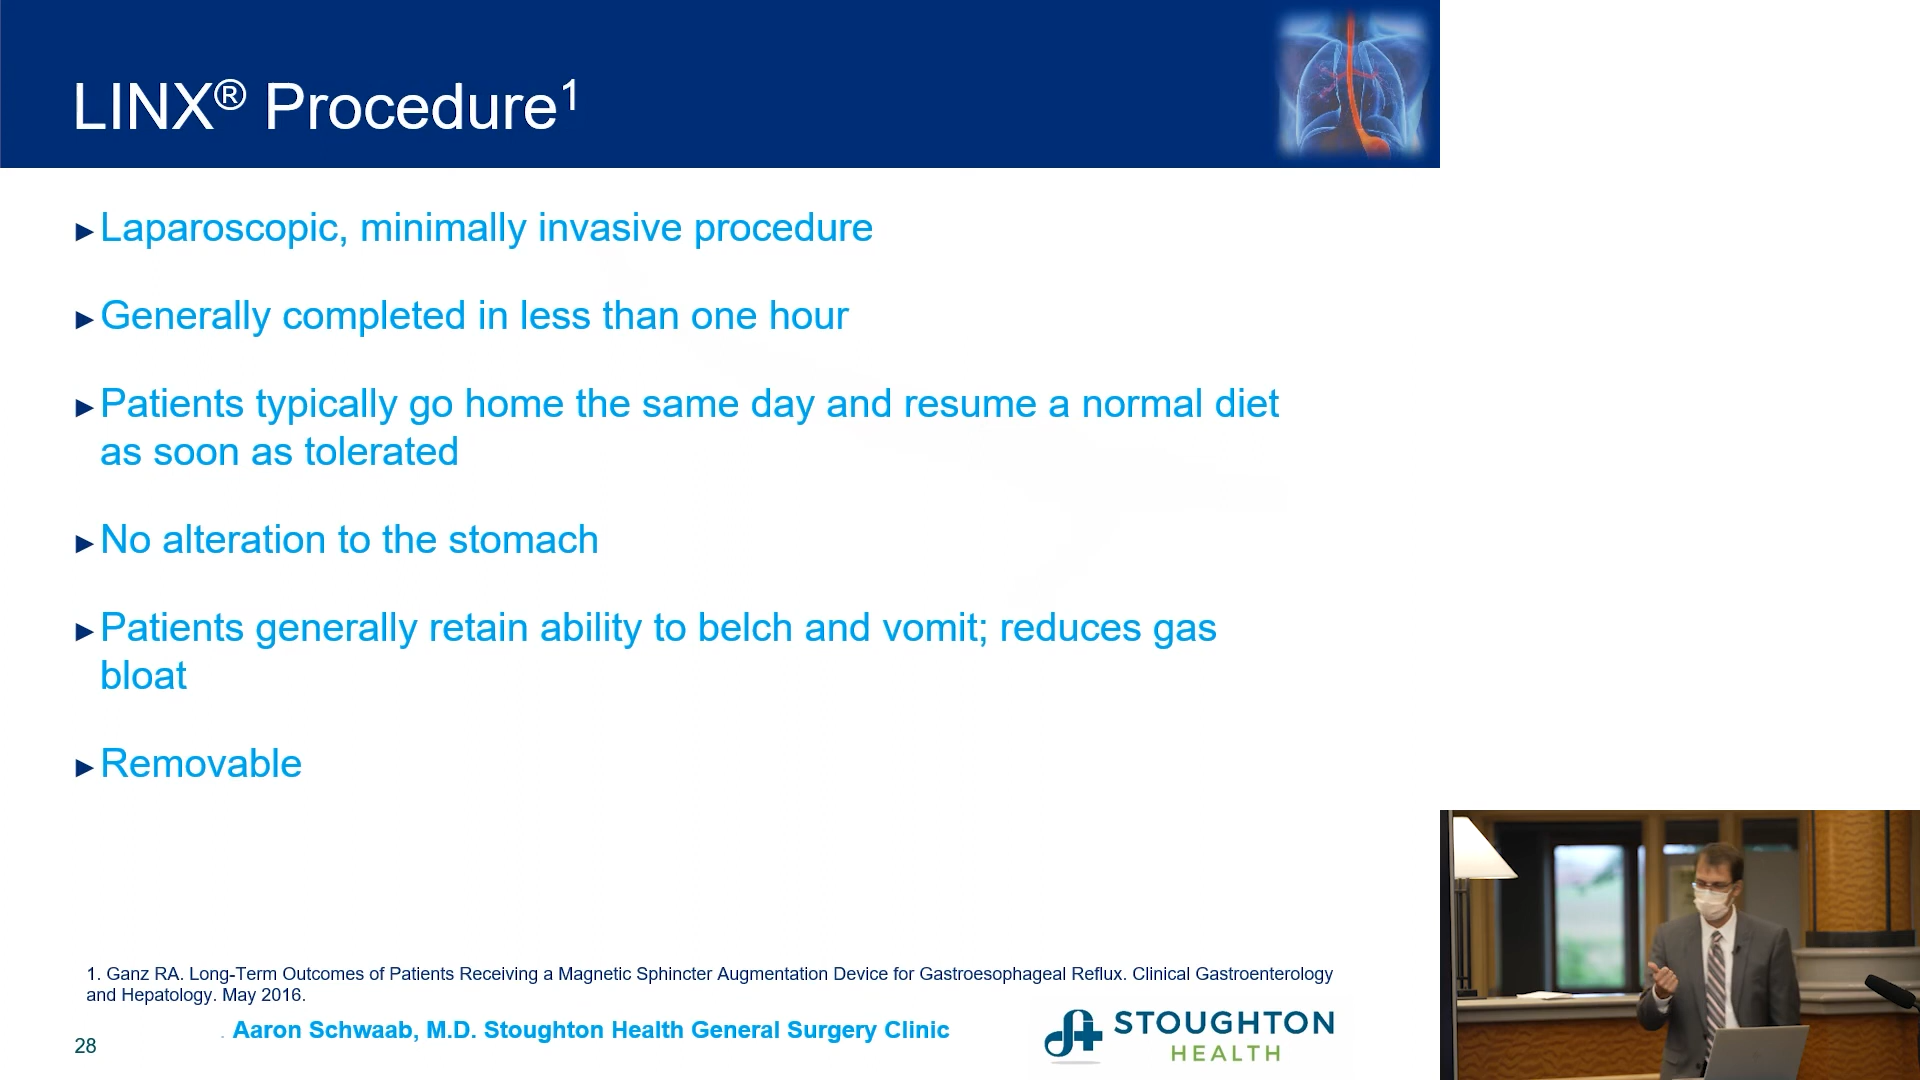 LINX® Procedure¹
►Laparoscopic, minimally invasive procedure
►Generally completed in less than one hour
►Patients typically go home the same day and resume a normal diet
as soon as tolerated
►No alteration to the stomach
►Patients generally retain ability to belch and vomit; reduces gas
bloat
►Removable
1. Ganz RA. Long-Term Outcomes of Patients Receiving a Magnetic Sphincter Augmentation Device for Gastroesophageal Reflux. Clinical Gastroenterology
and Hepatology. May 2016.
. Aaron Schwaab, M.D. Stoughton Health General Surgery Clinic
28
STOUGHTON
HEALTH